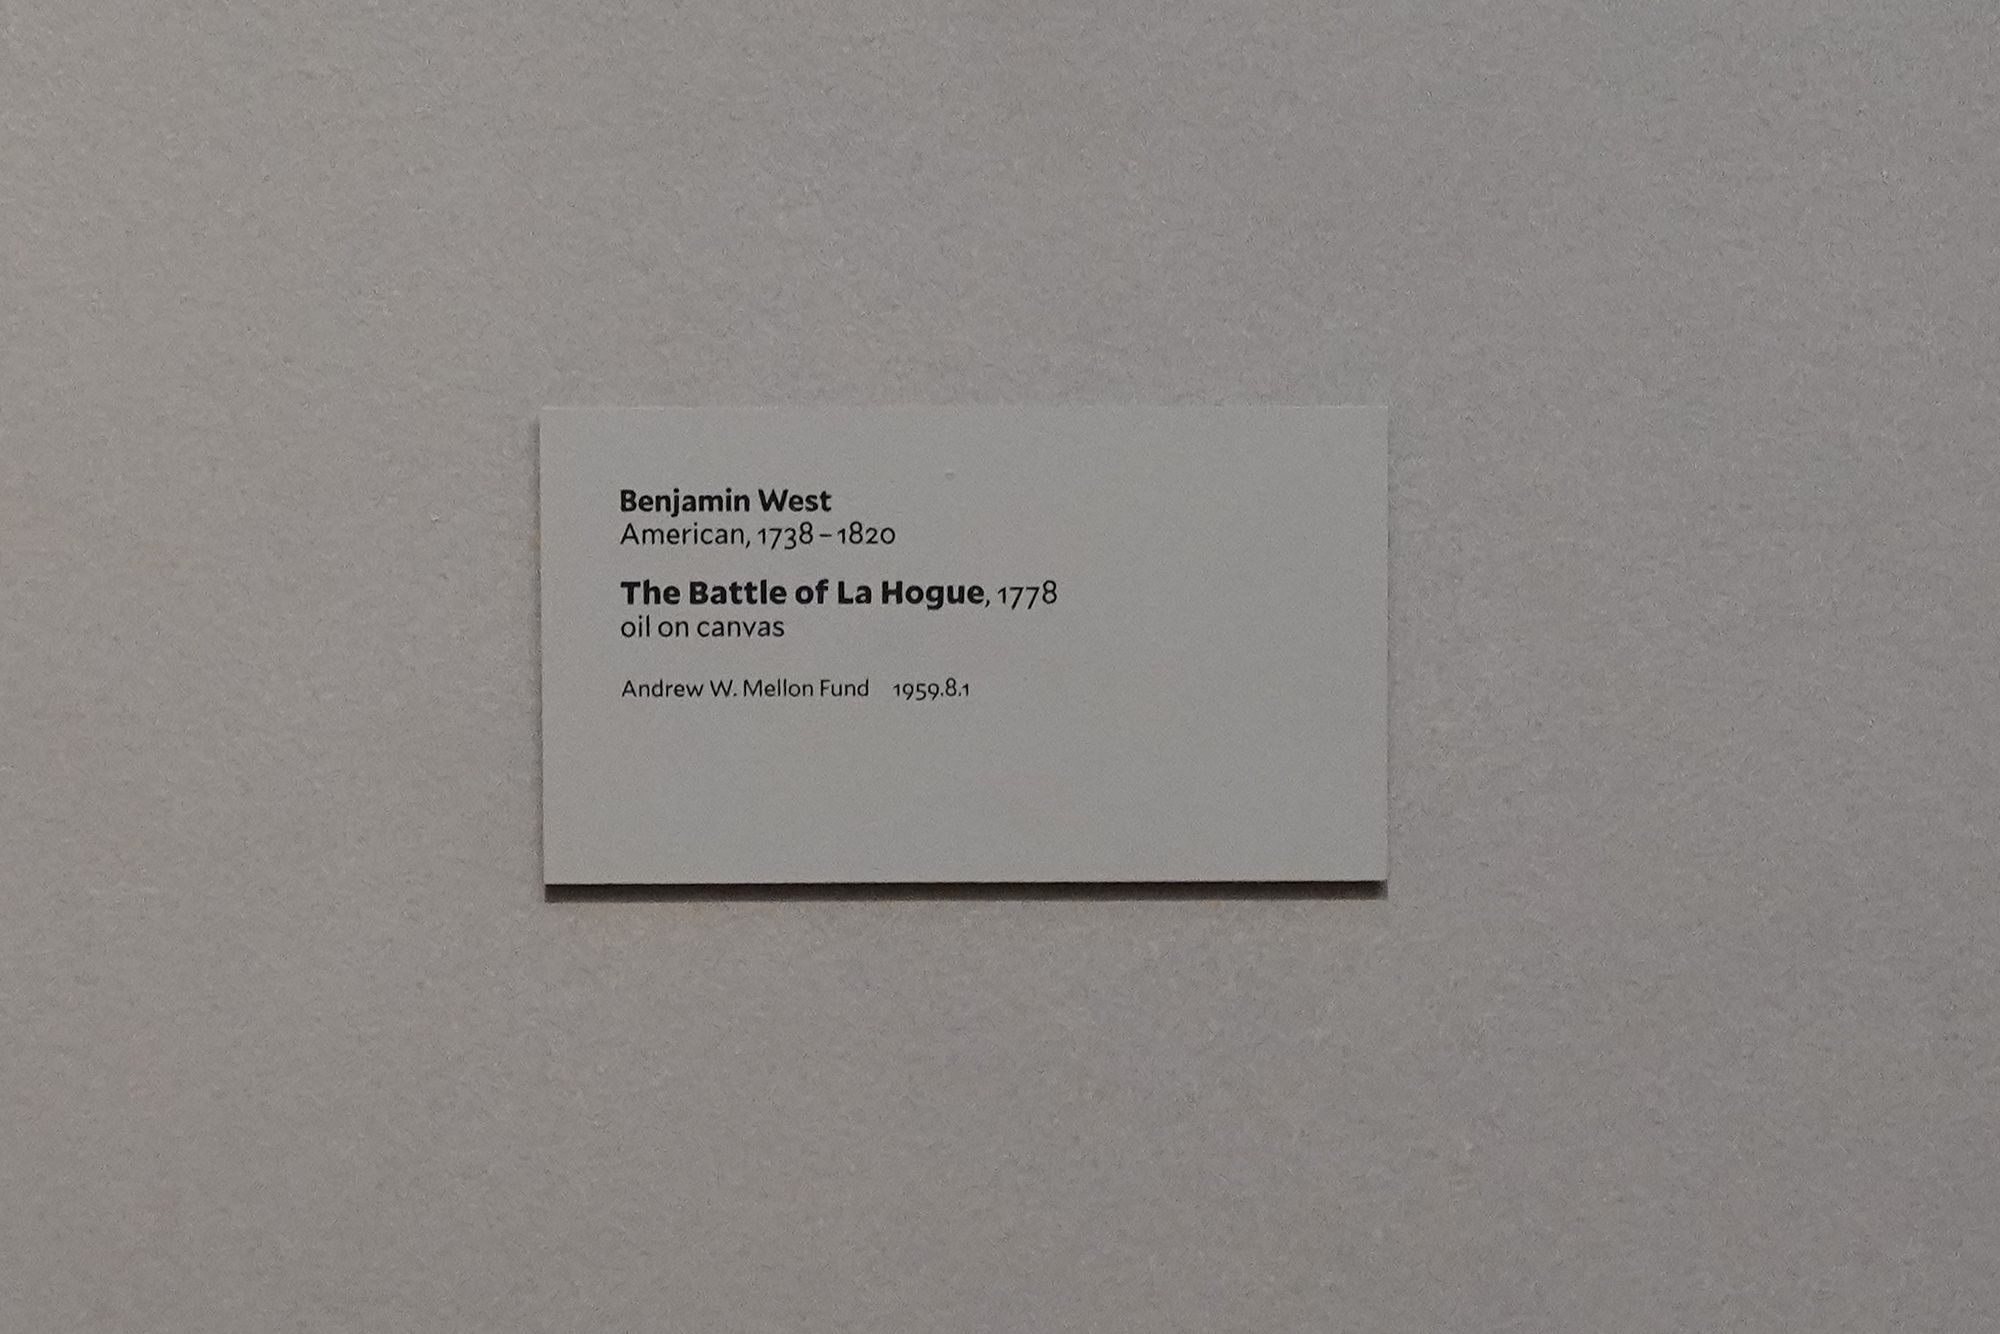 Benjamin West
American, 1738–1820
The Battle of La Hogue, 1778
oil on canvas
Andrew W. Mellon Fund 1959.8.1